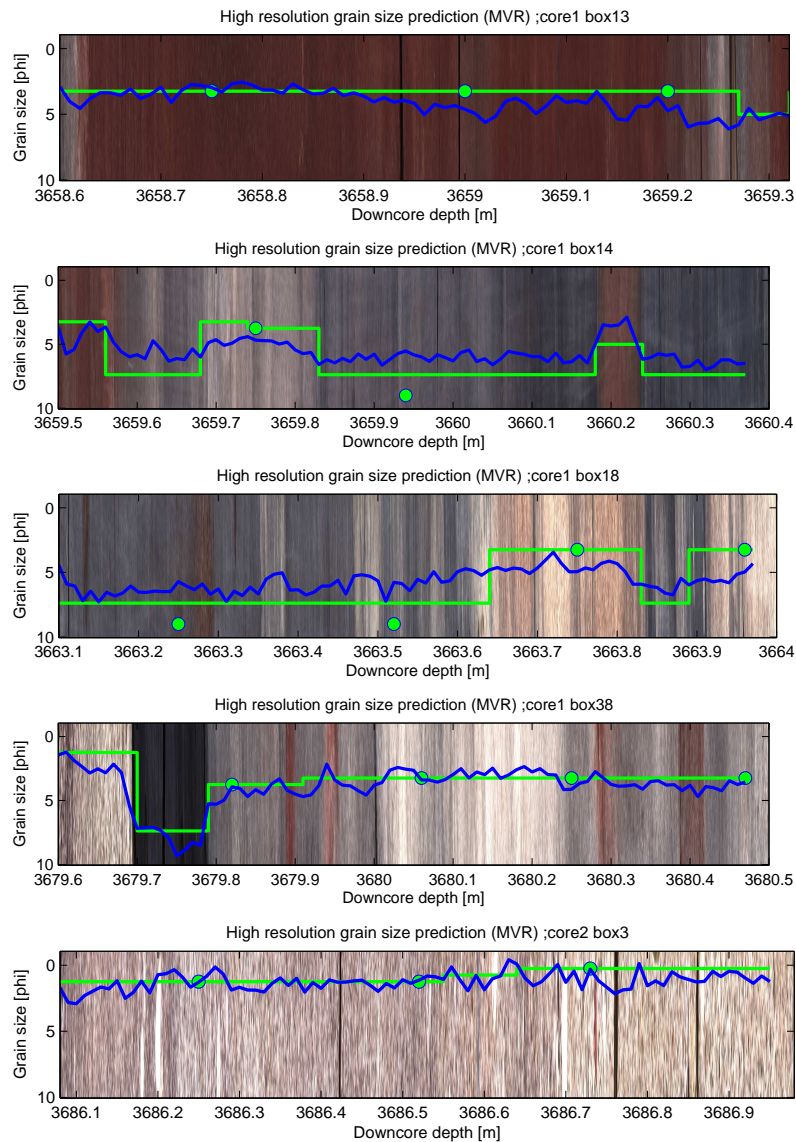 High resolution grain size prediction (MVR) ;core1 box13
Grain size [phi]
0
5
10
3658.6 3658.7 3658.8 3658.9 3659 3659.1 3659.2 3659.3
Downcore depth [m]
High resolution grain size prediction (MVR) ;core1 box14
Grain size [phi]
0
5
10
3659.5 3659.6 3659.7 3659.8 3659.9 3660 3660.1 3660.2 3660.3 3660.4
Downcore depth [m]
High resolution grain size prediction (MVR) ;core1 box18
Grain size [phi]
0
5
10
3663.1 3663.2 3663.3 3663.4 3663.5 3663.6 3663.7 3663.8 3663.9 3664
Downcore depth [m]
High resolution grain size prediction (MVR) ;core1 box38
Grain size [phi]
0
5
10
3679.6 3679.7 3679.8 3679.9 3680 3680.1 3680.2 3680.3 3680.4 3680.5
Downcore depth [m]
High resolution grain size prediction (MVR) ;core2 box3
Grain size [phi]
0
5
10
3686.1 3686.2 3686.3 3686.4 3686.5 3686.6 3686.7 3686.8 3686.9
Downcore depth [m]